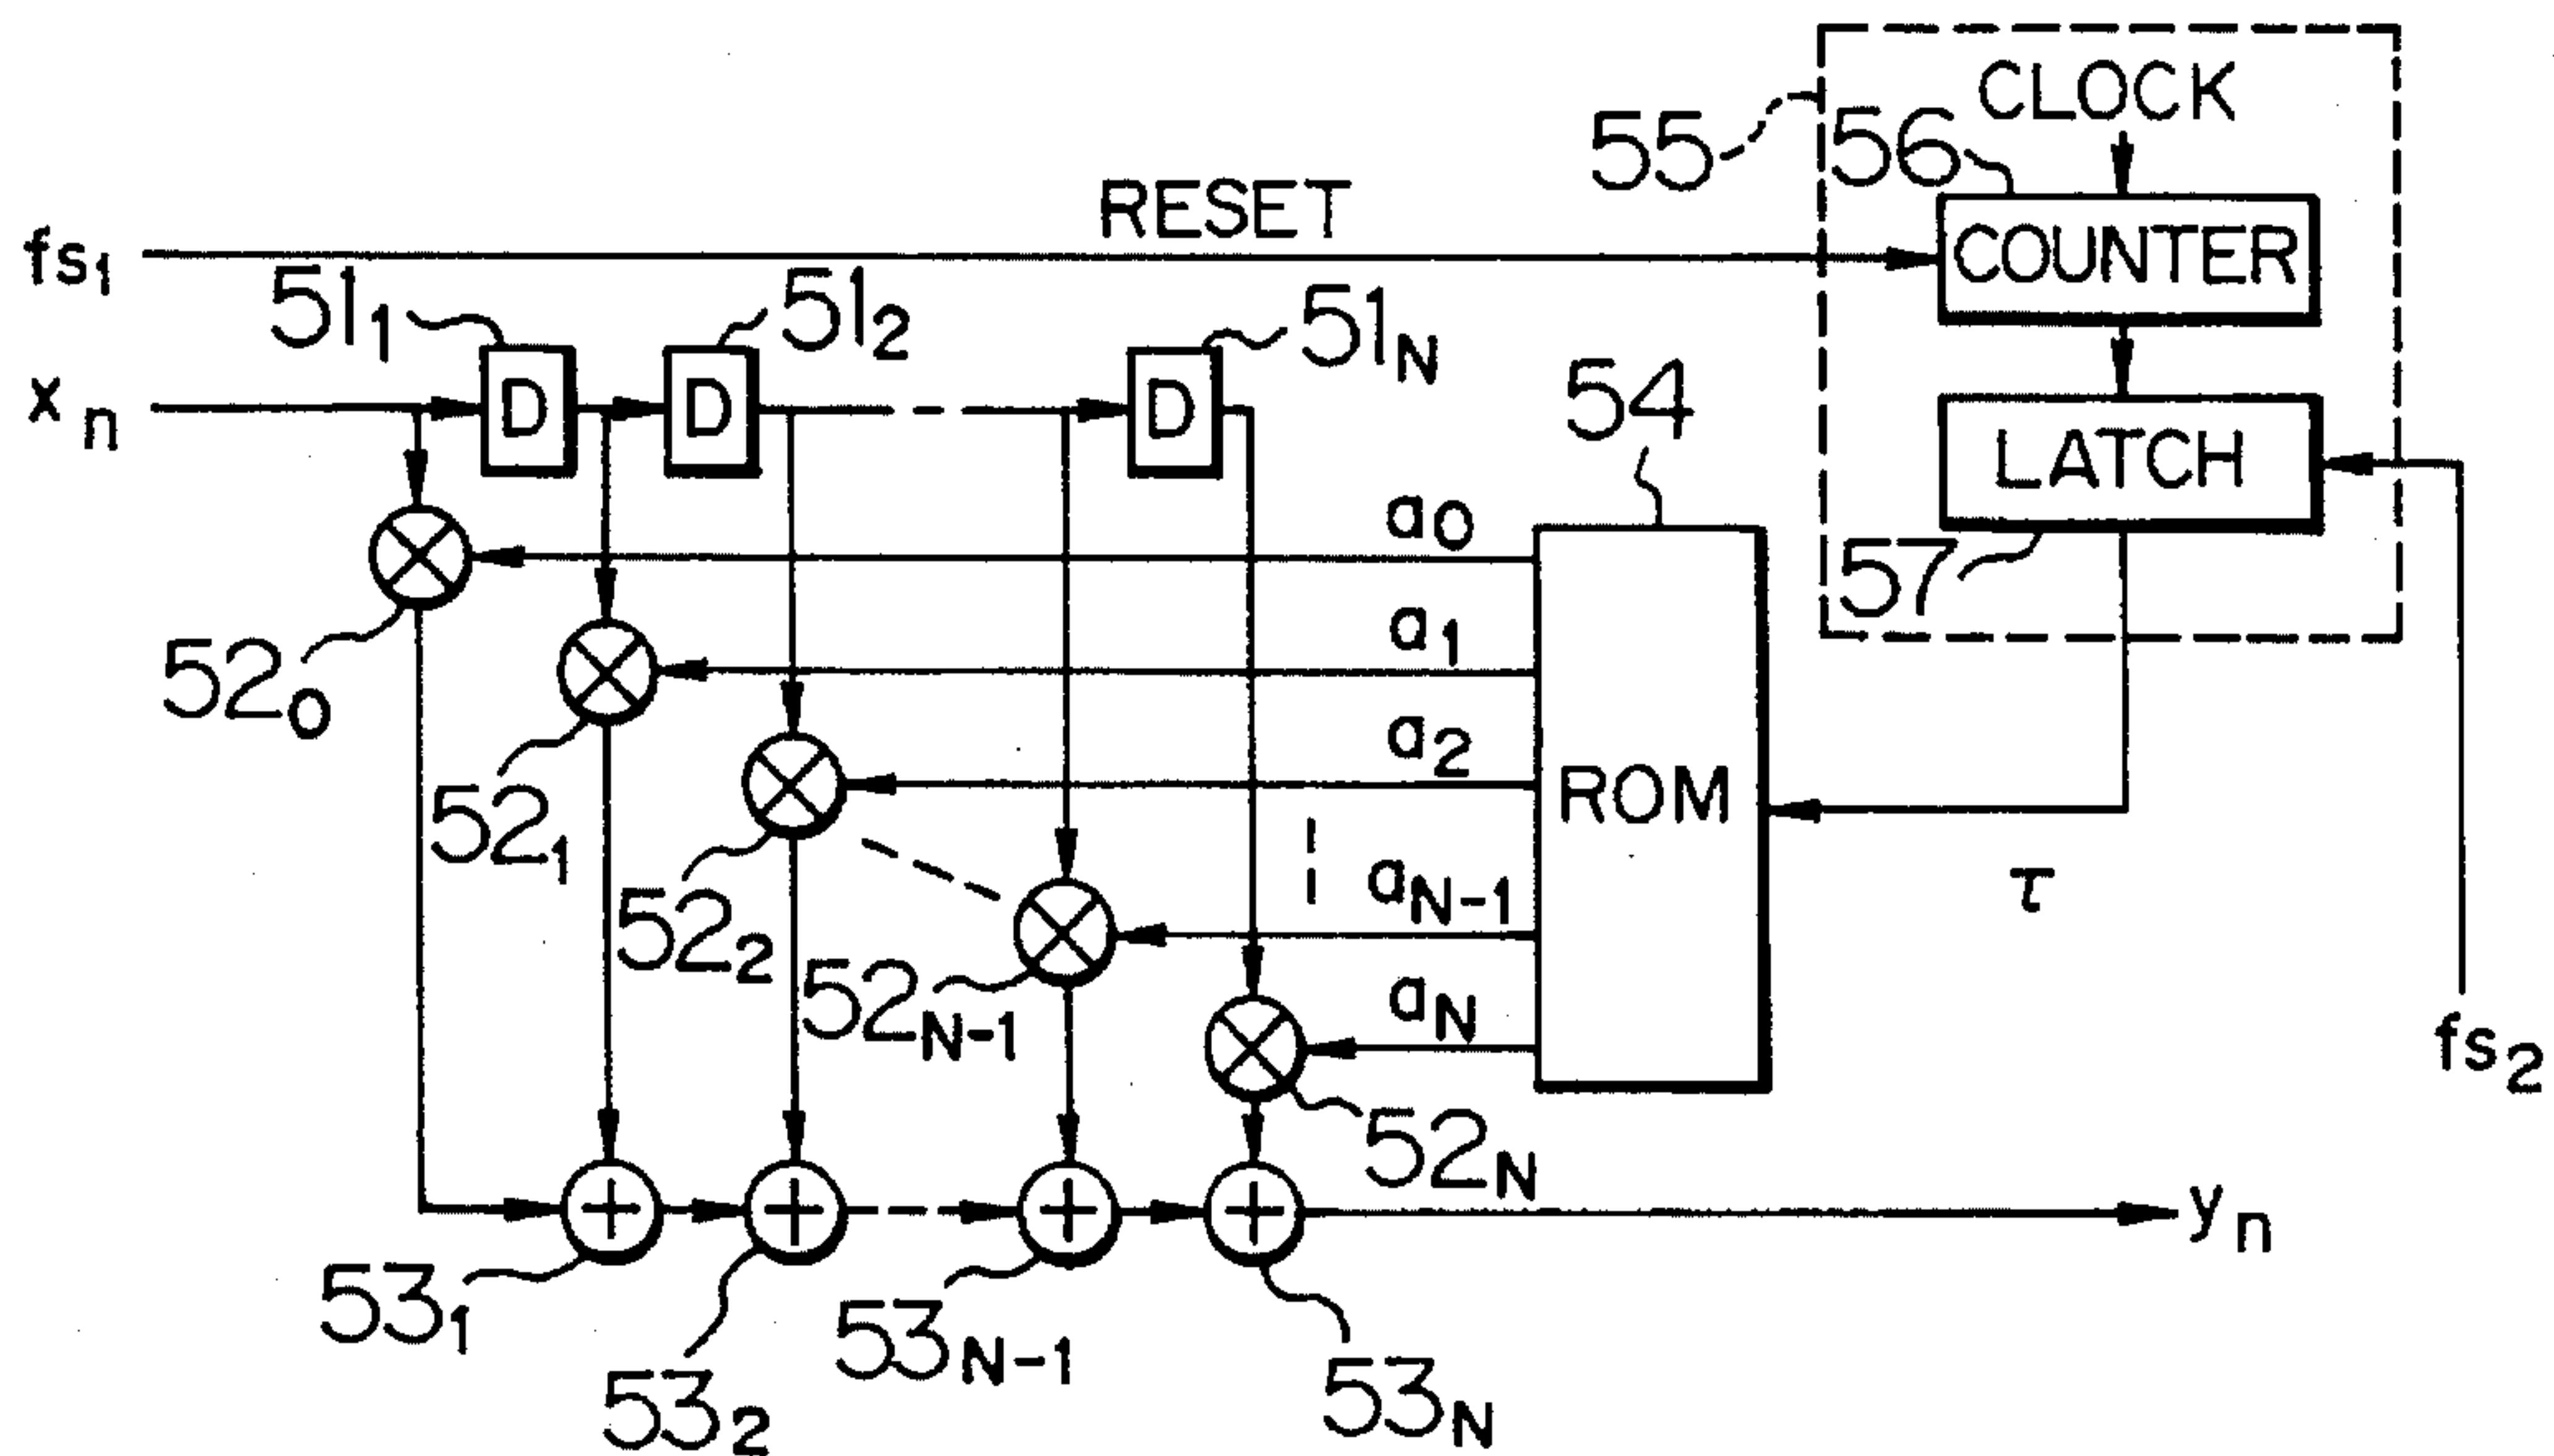 CLOCK
55
56
RESET
fs1
COUNTER
511
512
51N
xn
D
D
D
54
LATCH
57
a0
a1
520
a2
ROM
521
aN-1
τ
522
52N-1
aN
fs2
52N
yn
531
532
53N-1
53N